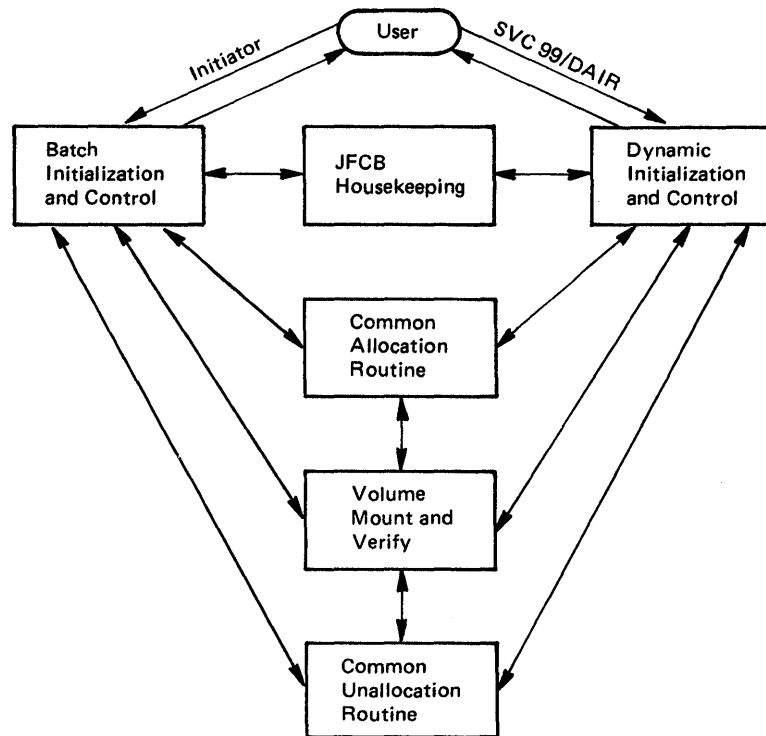 User
Initiator
SVC 99/DAIR
Batch
Initialization
and Control
JFCB
Housekeeping
Dynamic
Initialization
and Control
Common
Allocation
Routine
Volume
Mount and
Verify
Common
Unallocation
Routine